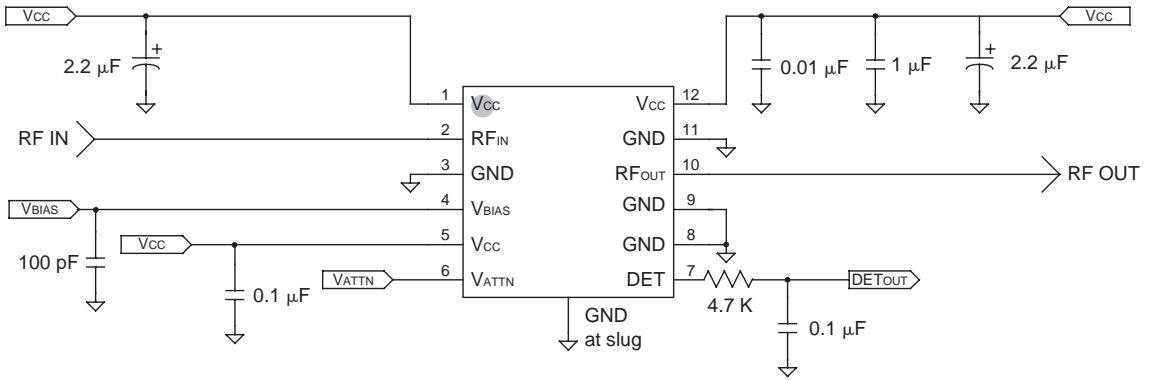 VCC
VCC
2.2 μF
+
0.01 μF
1 μF
+
2.2 μF
1
VCC
VCC
12
RF IN
2
RFIN
GND
11
3
GND
RFOUT
10
RF OUT
VBIAS
4
VBIAS
GND
9
VCC
5
VCC
GND
8
100 pF
VATTN
6
VATTN
DET
7
DETOUT
0.1 μF
4.7 K
GND
at slug
0.1 μF